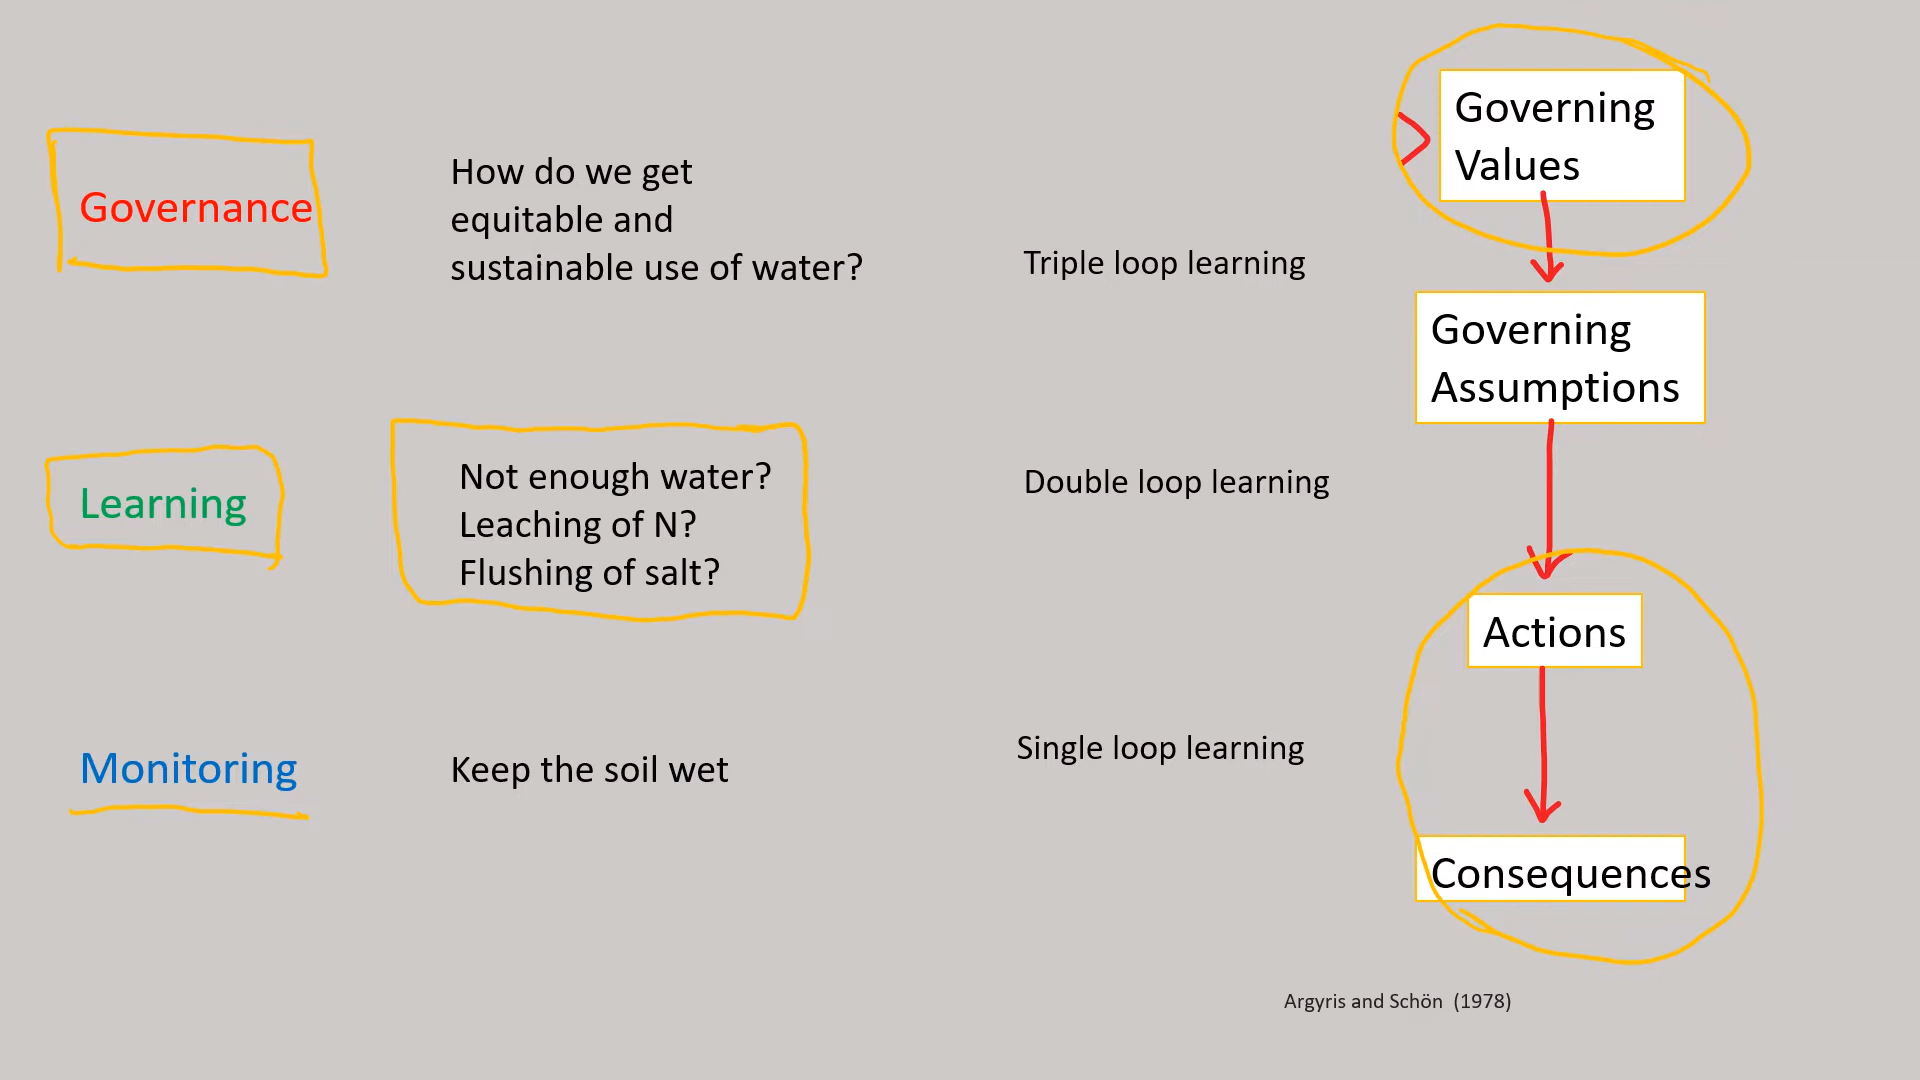 Governance
How do we get
equitable and
sustainable use of water?
Triple loop learning
Governing
Values
Governing
Assumptions
Learning
Not enough water?
Leaching of N?
Flushing of salt?
Double loop learning
Actions
Monitoring
Keep the soil wet
Single loop learning
Consequences
Argyris and Schön (1978)